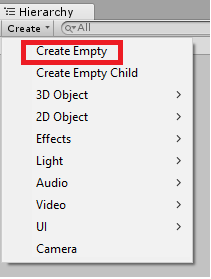 Hierarchy
Create All
Create Empty
Create Empty Child
3D Object
2D Object
Effects
Light
Audio
Video
UI
Camera